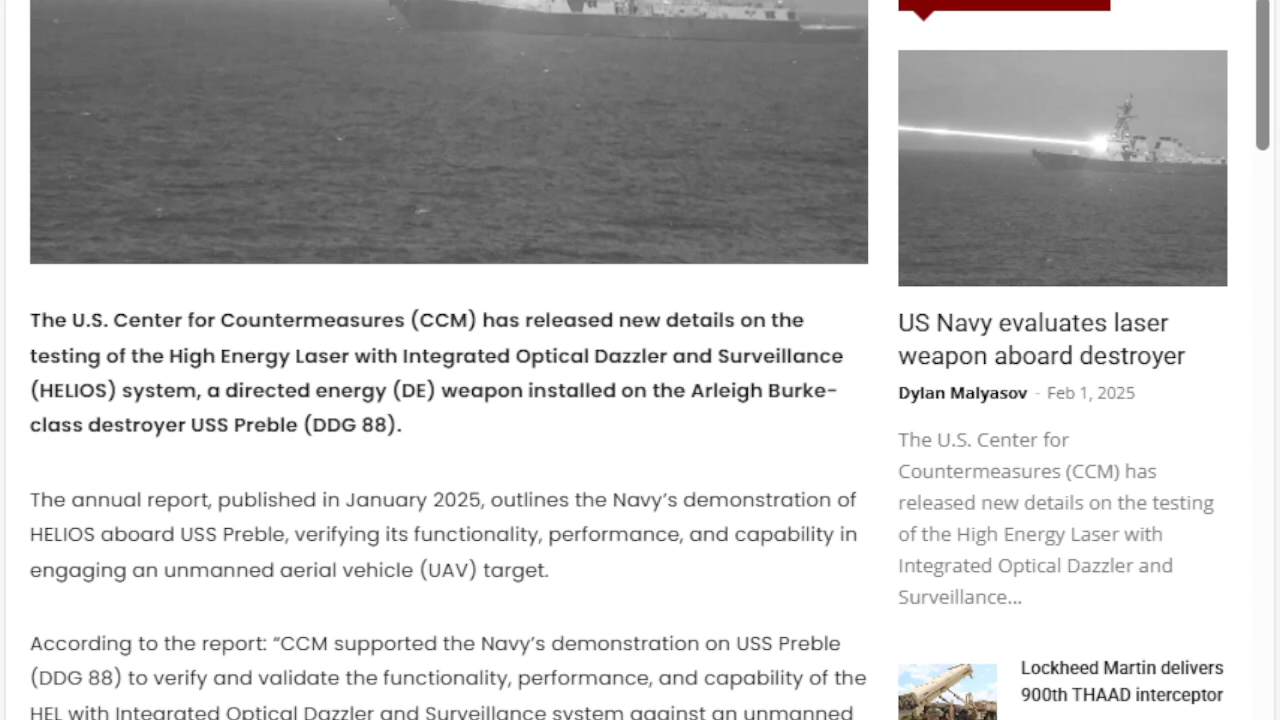 The U.S. Center for Countermeasures (CCM) has released new details on the
testing of the High Energy Laser with Integrated Optical Dazzler and Surveillance
(HELIOS) system, a directed energy (DE) weapon installed on the Arleigh Burke-
class destroyer USS Preble (DDG 88).
The annual report, published in January 2025, outlines the Navy’s demonstration of
HELIOS aboard USS Preble, verifying its functionality, performance, and capability in
engaging an unmanned aerial vehicle (UAV) target.
According to the report: “CCM supported the Navy’s demonstration on USS Preble
(DDG 88) to verify and validate the functionality, performance, and capability of the
HEL with Integrated Optical Dazzler and Surveillance system against an unmanned
US Navy evaluates laser
weapon aboard destroyer
Dylan Malyasov - Feb 1, 2025
The U.S. Center for
Countermeasures (CCM) has
released new details on the testing
of the High Energy Laser with
Integrated Optical Dazzler and
Surveillance...
Lockheed Martin delivers
900th THAAD interceptor